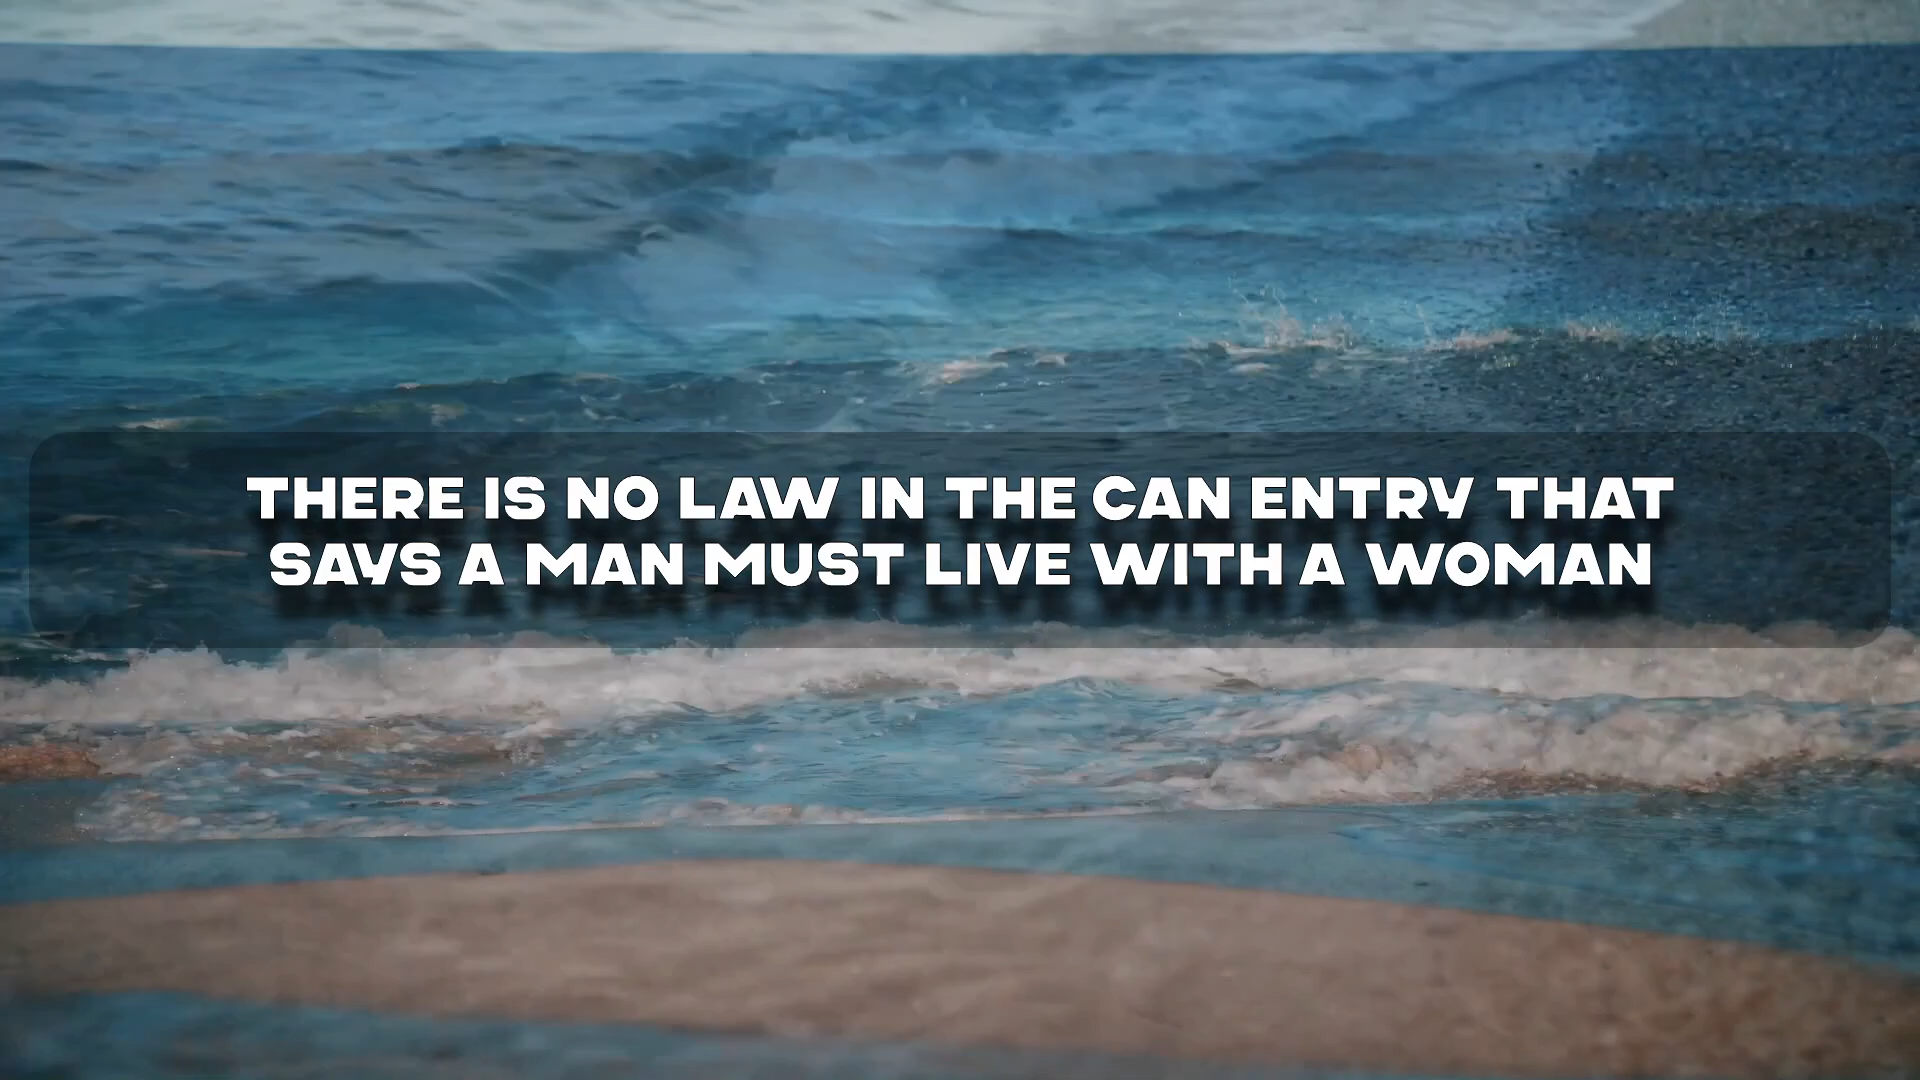 THERE IS NO LAW IN THE CAN ENTRY THAT
SAYS A MAN MUST LIVE WITH A WOMAN